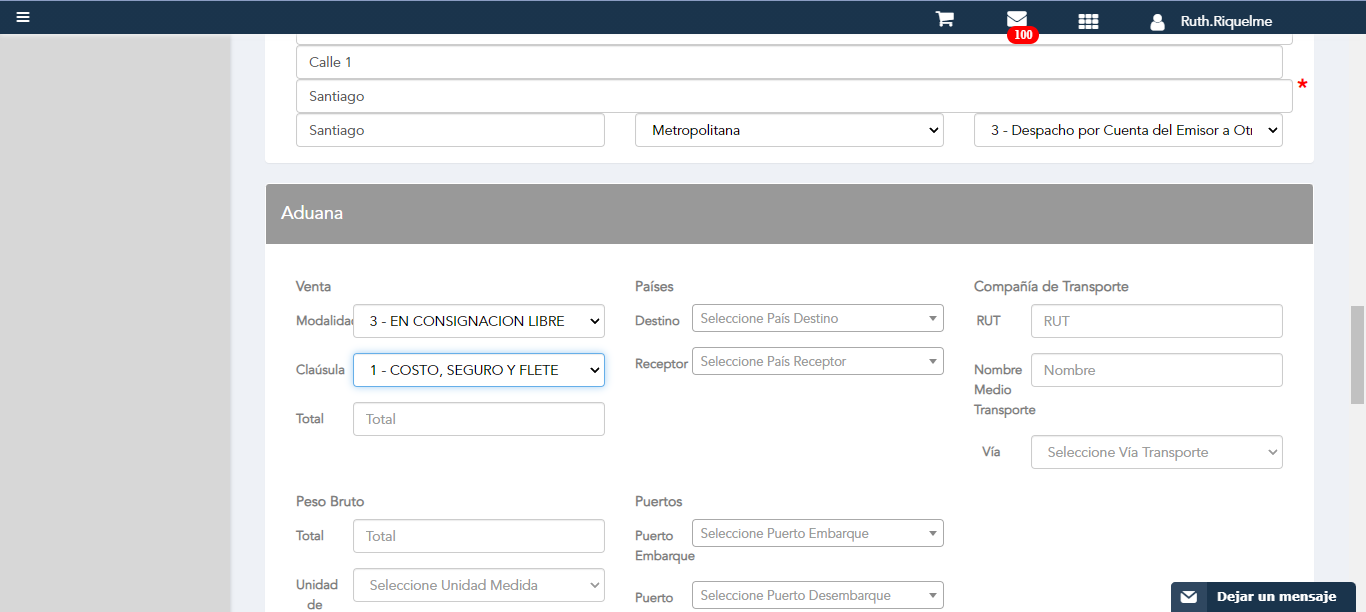 Ruth.Riquelme
100
Calle 1
Santiago
*
Santiago
Metropolitana
3 - Despacho por Cuenta del Emisor a Otr
Aduana
Venta
Países
Compañía de Transporte
Modalidad
3 - EN CONSIGNACION LIBRE
Destino
Seleccione País Destino
RUT
RUT
Claúsula
1 - COSTO, SEGURO Y FLETE
Receptor
Seleccione País Receptor
Nombre
Medio
Transporte
Nombre
Total
Total
Vía
Seleccione Vía Transporte
Peso Bruto
Puertos
Total
Total
Puerto
Embarque
Seleccione Puerto Embarque
Unidad
de
Seleccione Unidad Medida
Puerto
Seleccione Puerto Desembarque
Dejar un mensaje